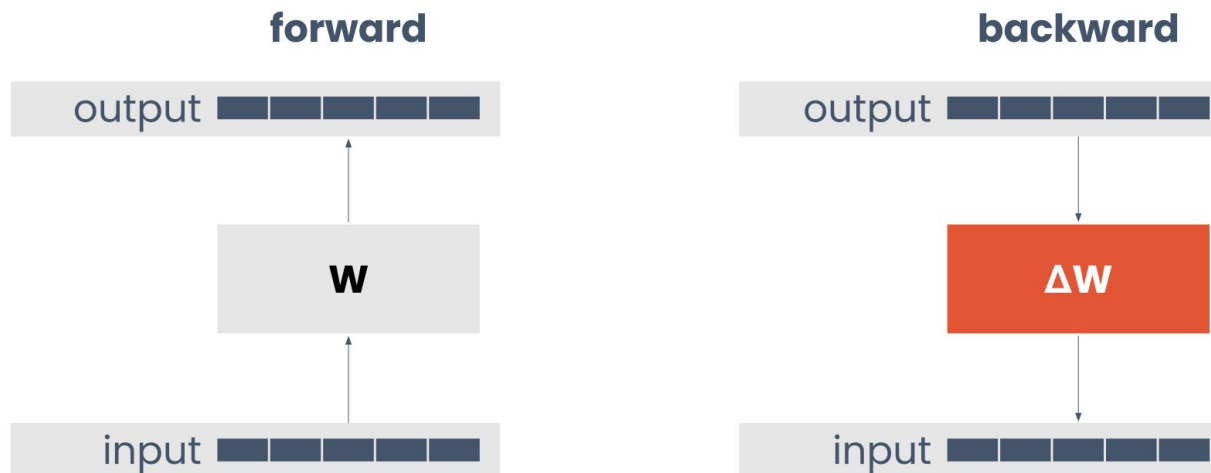 forward
output
W
input
backward
output
ΔW
input